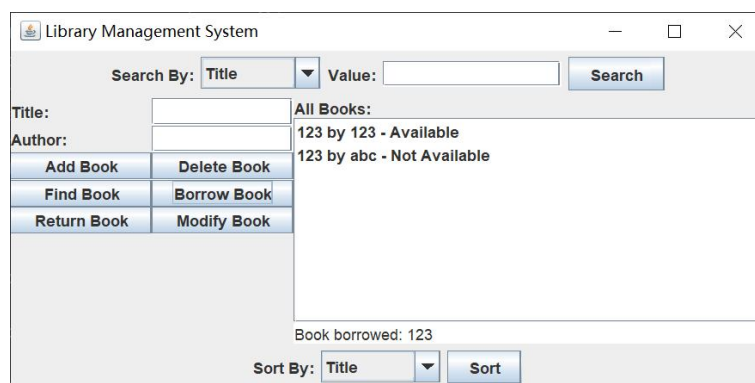 Library Management System
Search By: Title Value: Search
Title:
Author:
Add Book Delete Book
Find Book Borrow Book
Return Book Modify Book
All Books:
123 by 123 - Available
123 by abc - Not Available
Book borrowed: 123
Sort By: Title Sort